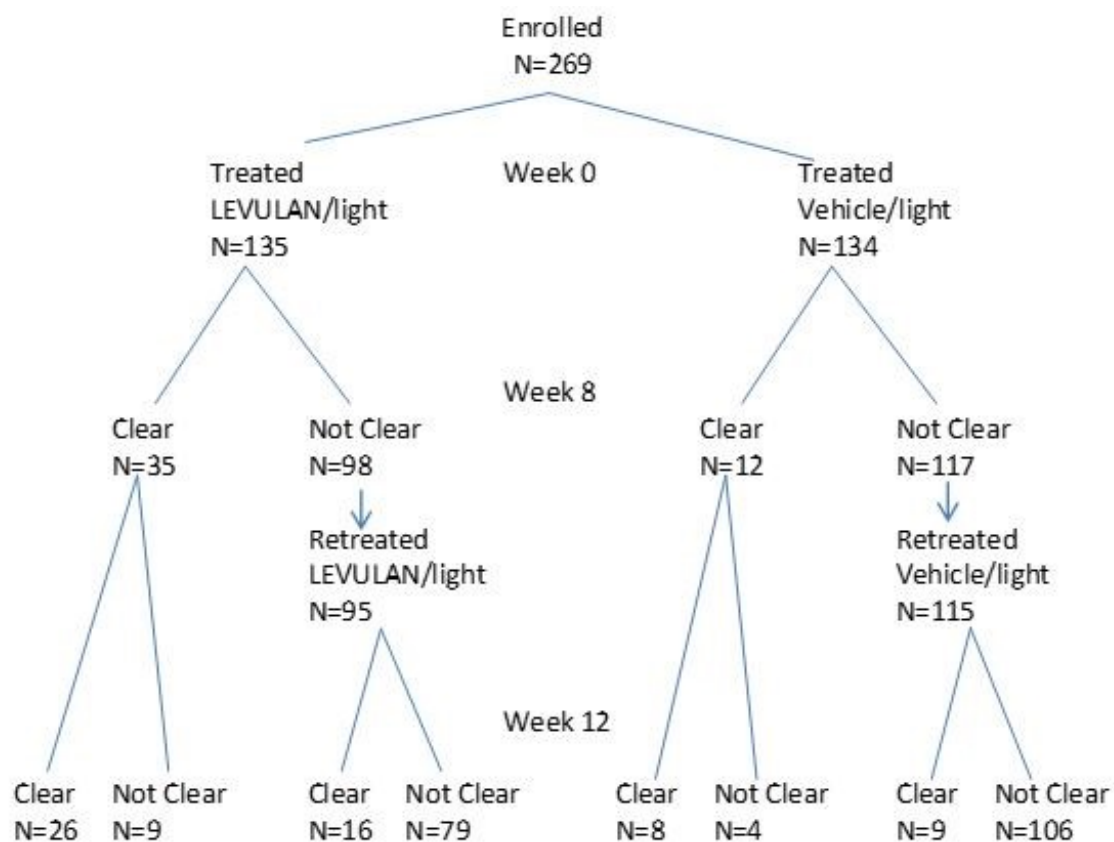 Enrolled
N=269
Treated
LEVULAN/light
N=135
Week 0
Treated
Vehicle/light
N=134
Week 8
Clear
N=35
Not Clear
N=98
Clear
N=12
Not Clear
N=117
Retreated
LEVULAN/light
N=95
Retreated
Vehicle/light
N=115
Week 12
Clear
N=26
Not Clear
N=9
Clear
N=16
Not Clear
N=79
Clear
N=8
Not Clear
N=4
Clear
N=9
Not Clear
N=106